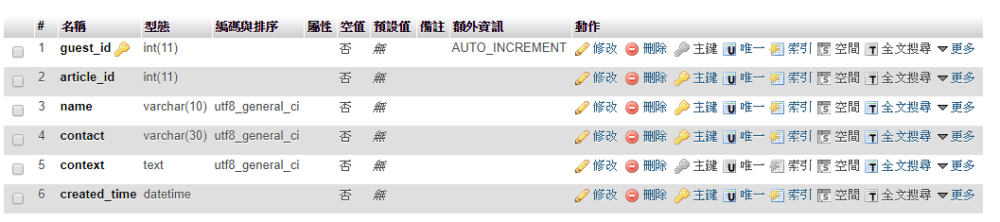 # 名稱 型態 編碼與排序 屬性 空值 預設值 備註 額外資訊 動作
1 guest_id int(11) 否 無 AUTO_INCREMENT 修改 刪除 主鍵 U 唯一 索引 S 空間 T 全文搜尋 更多
2 article_id int(11) 否 無 修改 刪除 主鍵 U 唯一 索引 S 空間 T 全文搜尋 更多
3 name varchar(10) utf8_general_ci 否 無 修改 刪除 主鍵 U 唯一 索引 S 空間 T 全文搜尋 更多
4 contact varchar(30) utf8_general_ci 否 無 修改 刪除 主鍵 U 唯一 索引 S 空間 T 全文搜尋 更多
5 context text utf8_general_ci 否 無 修改 刪除 主鍵 U 唯一 索引 S 空間 T 全文搜尋 更多
6 created_time datetime 否 無 修改 刪除 主鍵 U 唯一 索引 S 空間 T 全文搜尋 更多